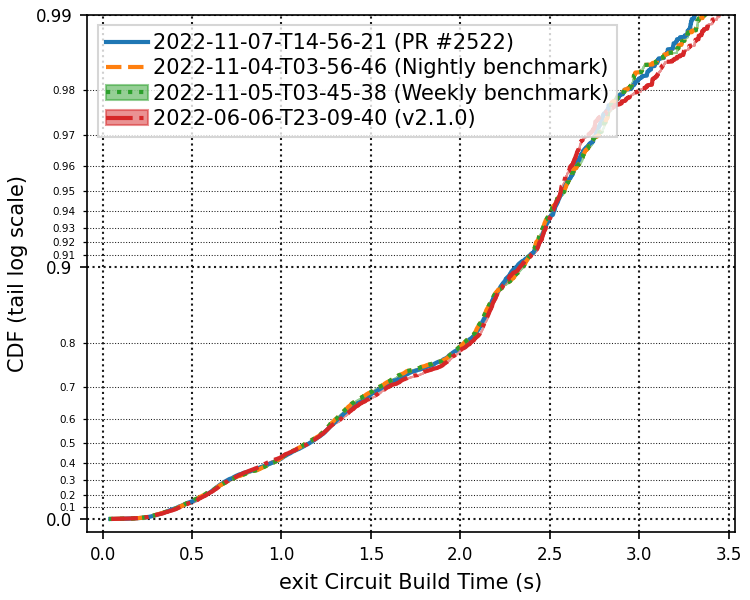 2022-11-07-T14-56-21 (PR #2522)
2022-11-04-T03-56-46 (Nightly benchmark)
2022-11-05-T03-45-38 (Weekly benchmark)
2022-06-06-T23-09-40 (v2.1.0)
CDF (tail log scale)
0.99
0.98
0.97
0.96
0.95
0.94
0.93
0.92
0.91
0.9
0.8
0.7
0.6
0.5
0.4
0.3
0.2
0.1
0.0
0.0 0.5 1.0 1.5 2.0 2.5 3.0 3.5
exit Circuit Build Time (s)